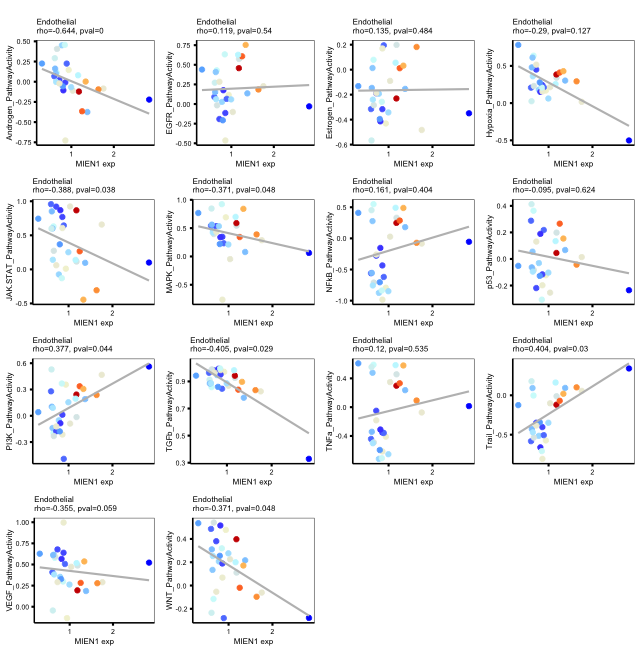 Endothelial
rho=-0.644, pval=0
Androgen_PathwayActivity
0.50
0.25
0.00
-0.25
-0.50
-0.75
1
2
MIEN1 exp
Endothelial
rho=0.119, pval=0.54
EGFR_PathwayActivity
0.75
0.50
0.25
0.00
-0.25
-0.50
1
2
MIEN1 exp
Endothelial
rho=0.135, pval=0.484
Estrogen_PathwayActivity
0.2
0.0
-0.2
-0.4
-0.6
1
2
MIEN1 exp
Endothelial
rho=-0.29, pval=0.127
Hypoxia_PathwayActivity
0.5
0.0
-0.5
1
2
MIEN1 exp
Endothelial
rho=-0.388, pval=0.038
JAK-STAT_PathwayActivity
1.0
0.5
0.0
-0.5
1
2
MIEN1 exp
Endothelial
rho=-0.371, pval=0.048
MAPK_PathwayActivity
1.0
0.5
0.0
-0.5
1
2
MIEN1 exp
Endothelial
rho=0.161, pval=0.404
NFkB_PathwayActivity
0.5
0.0
-0.5
-1.0
1
2
MIEN1 exp
Endothelial
rho=-0.095, pval=0.624
p53_PathwayActivity
0.4
0.2
0.0
-0.2
1
2
MIEN1 exp
Endothelial
rho=0.377, pval=0.044
PI3K_PathwayActivity
0.6
0.3
0.0
-0.3
1
2
MIEN1 exp
Endothelial
rho=-0.405, pval=0.029
TGFb_PathwayActivity
0.9
0.7
0.5
0.3
1
2
MIEN1 exp
Endothelial
rho=0.12, pval=0.535
TNFa_PathwayActivity
0.4
0.0
-0.4
1
2
MIEN1 exp
Endothelial
rho=0.404, pval=0.03
Trail_PathwayActivity
0.0
-0.5
1
2
MIEN1 exp
Endothelial
rho=-0.355, pval=0.059
VEGF_PathwayActivity
1.00
0.75
0.50
0.25
0.00
1
2
MIEN1 exp
Endothelial
rho=-0.371, pval=0.048
WNT_PathwayActivity
0.4
0.2
0.0
-0.2
1
2
MIEN1 exp